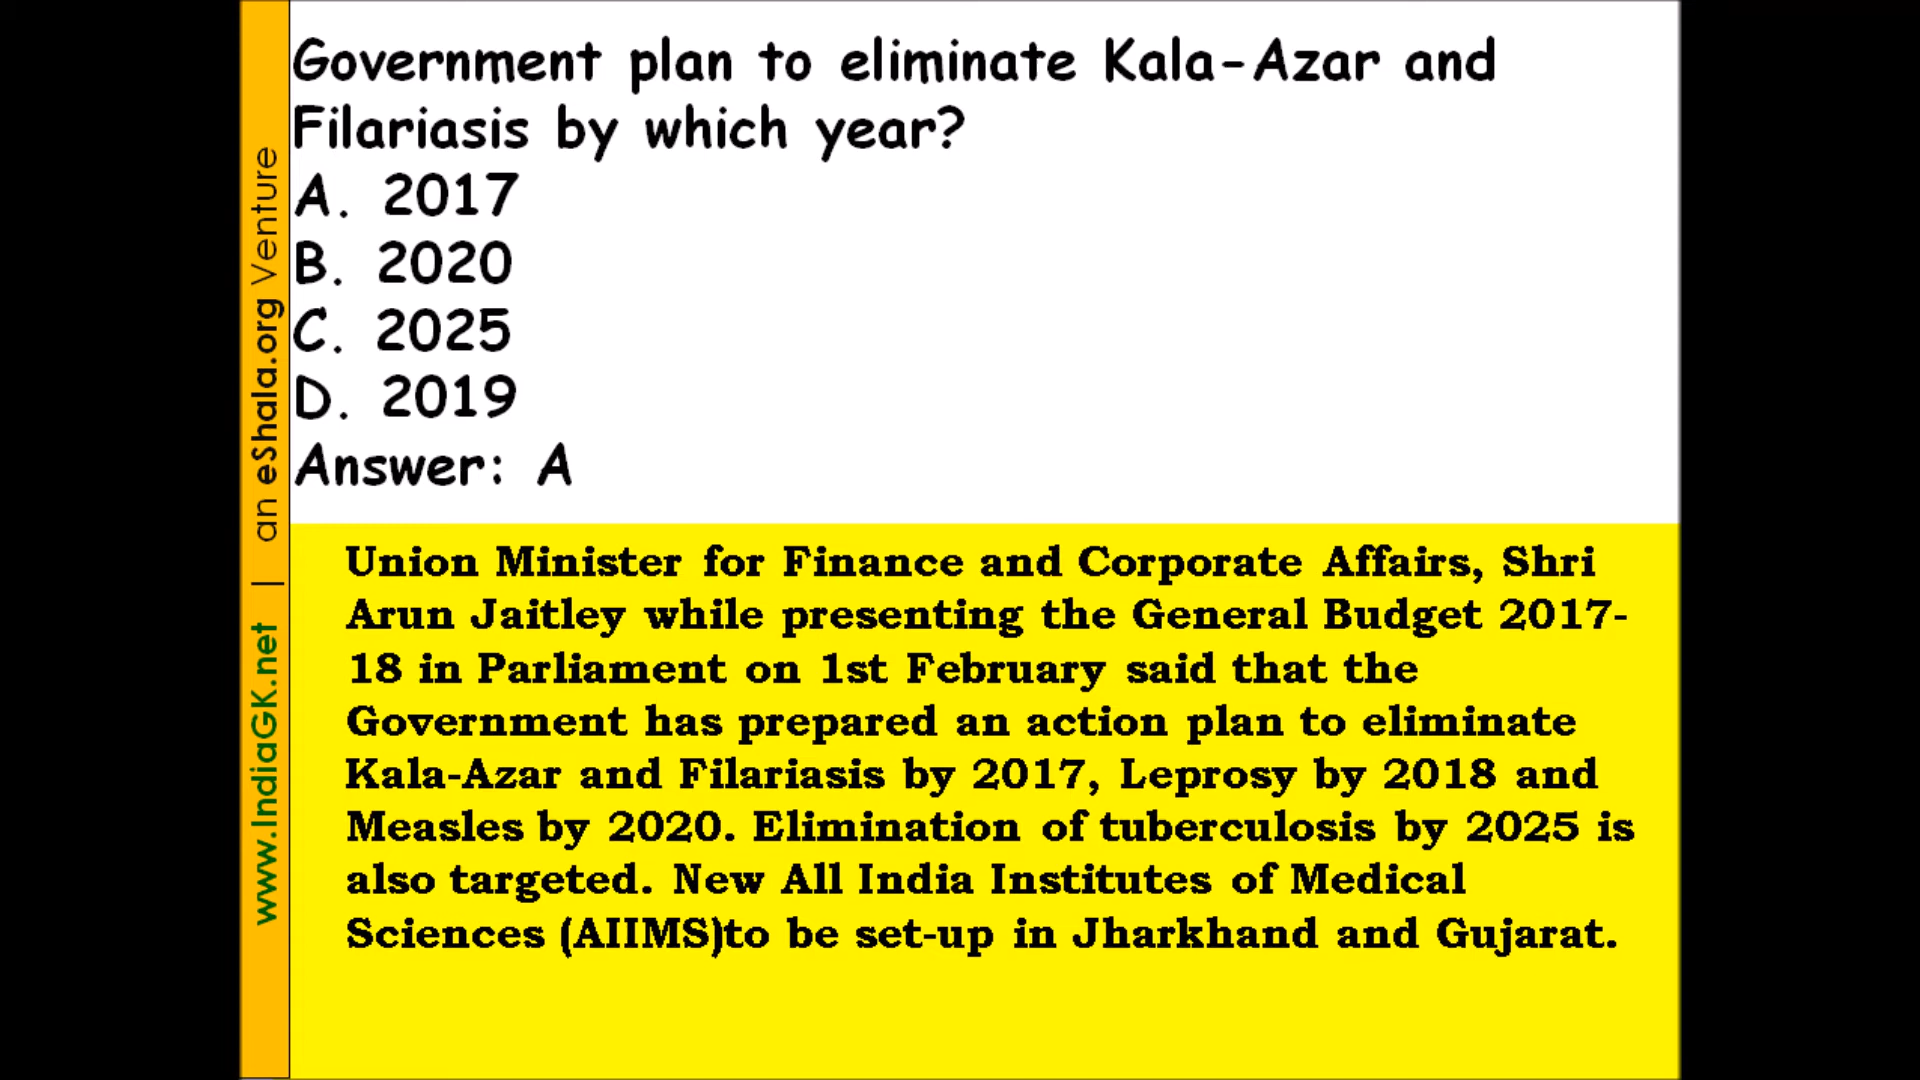 Government plan to eliminate Kala-Azar and
Filariasis by which year?
A. 2017
B. 2020
C. 2025
D. 2019
Answer: A
Union Minister for Finance and Corporate Affairs, Shri
Arun Jaitley while presenting the General Budget 2017-
18 in Parliament on 1st February said that the
Government has prepared an action plan to eliminate
Kala-Azar and Filariasis by 2017, Leprosy by 2018 and
Measles by 2020. Elimination of tuberculosis by 2025 is
also targeted. New All India Institutes of Medical
Sciences (AIIMS)to be set-up in Jharkhand and Gujarat.
www.IndiaGK.net | an eShala.org Venture